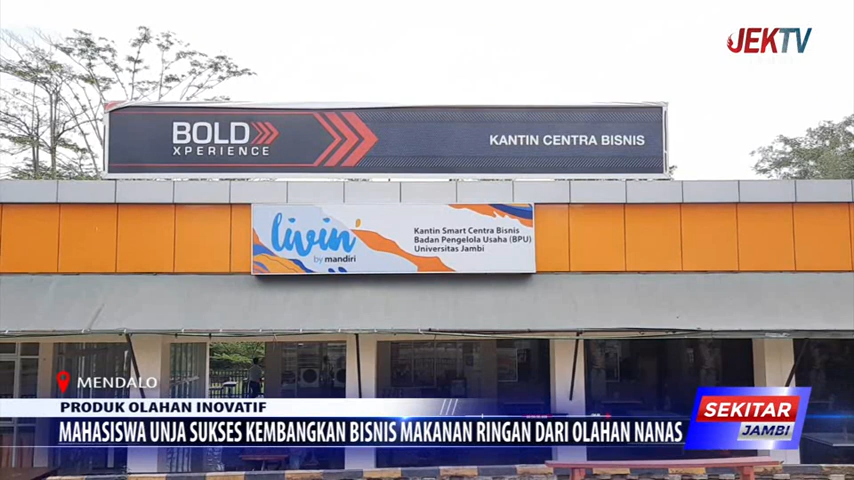 JEKTV
BOLD
XPERIENCE
KANTIN CENTRA BISNIS
livin'
by mandiri
Kantin Smart Centra Bisnis
Badan Pengelola Usaha (BPU)
Universitas Jambi
MENDALO
PRODUK OLAHAN INOVATIF
MAHASISWA UNJA SUKSES KEMBANGKAN BISNIS MAKANAN RINGAN DARI OLAHAN NANAS
SEKITAR
JAMBI